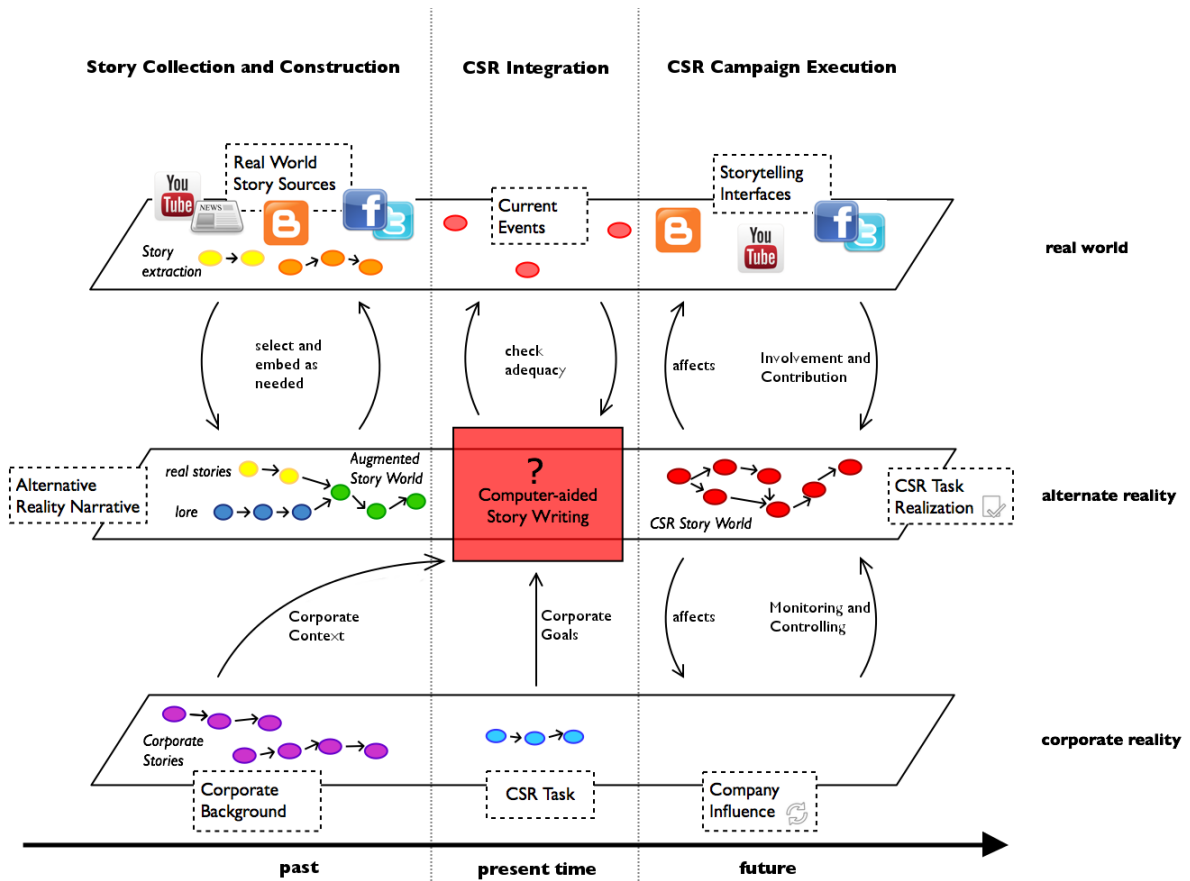 Story Collection and Construction
CSR Integration
CSR Campaign Execution
Real World
Story Sources
You
Tube
NEWS
f
t
Story
extraction
Current
Events
Storytelling
Interfaces
You
Tube
f
t
real world
select and
embed as
needed
check
adequacy
affects
Involvement and
Contribution
Alternative
Reality Narrative
real stories
lore
Augmented
Story World
?
Computer-aided
Story Writing
CSR Story World
CSR Task
Realization
alternate reality
Corporate
Context
Corporate
Goals
affects
Monitoring and
Controlling
Corporate
Stories
Corporate
Background
CSR Task
Company
Influence
corporate reality
past
present time
future